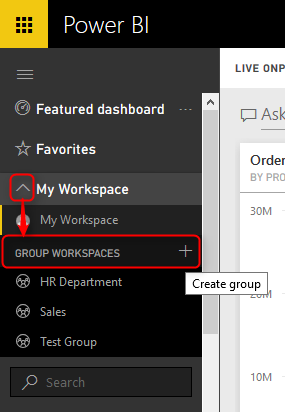 Power BI
Featured dashboard ...
LIVE ONP
Favorites
Ask
My Workspace
Order
BY PRO
My Workspace
30M
GROUP WORKSPACES +
Create group
HR Department
20M
Sales
Test Group
10M
Search